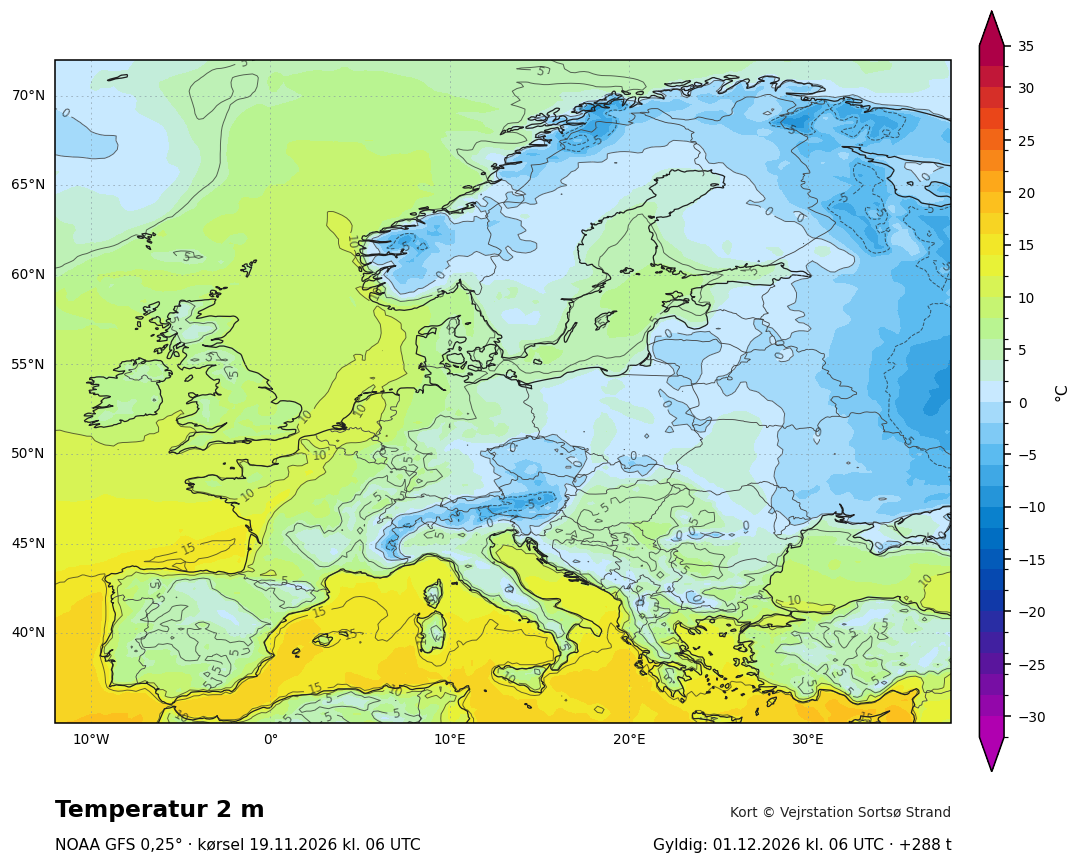 35
30
25
20
15
10
5
0
−5
−10
−15
−20
−25
−30
°C
70°N
65°N
60°N
55°N
50°N
45°N
40°N
10°W 0° 10°E 20°E 30°E
Temperatur 2 m
Kort © Vejrstation Sortsø Strand
NOAA GFS 0,25° · kørsel 19.11.2026 kl. 06 UTC
Gyldig: 01.12.2026 kl. 06 UTC · +288 t